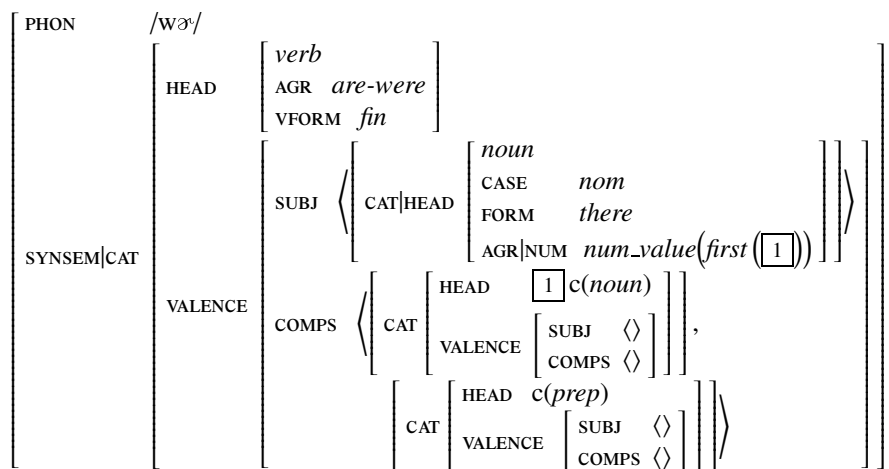 PHON /wɚ/
verb
HEAD AGR are-were
VFORM fin
noun
CASE nom
SUBJ ⟨ CAT|HEAD FORM there ⟩
AGR|NUM num_value(first(1))
SYNSEM|CAT
HEAD 1 c(noun)
VALENCE COMPS ⟨ CAT VALENCE SUBJ ⟨⟩ ,
COMPS ⟨⟩
HEAD c(prep)
CAT VALENCE SUBJ ⟨⟩ ⟩
COMPS ⟨⟩